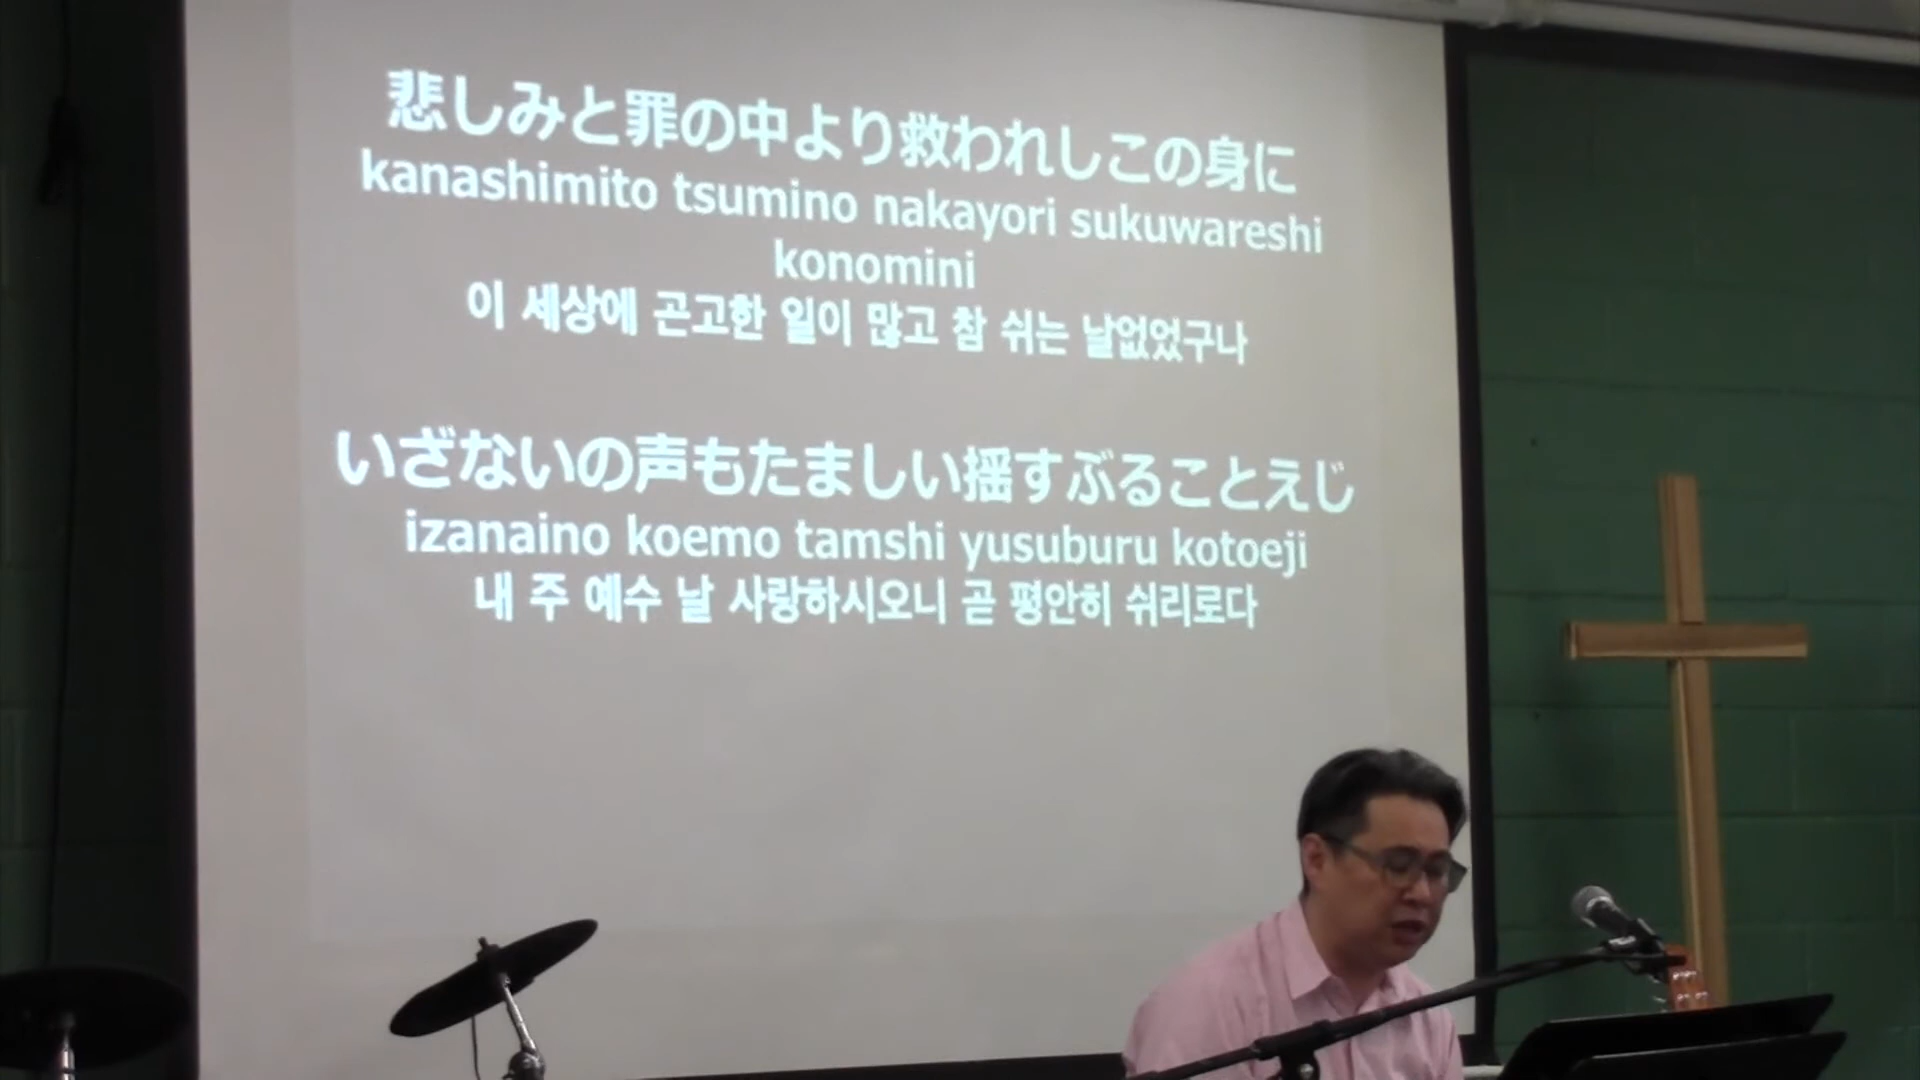 悲しみと罪の中より救われしこの身に
kanashimito tsumino nakayori sukuwareshi
konomini
이 세상에 곤고한 일이 많고 참 쉬는 날없었구나
いざないの声もたましい揺すぶることえじ
izanaino koemo tamshi yusuburu kotoeji
내 주 예수 날 사랑하시오니 곧 평안히 쉬리로다